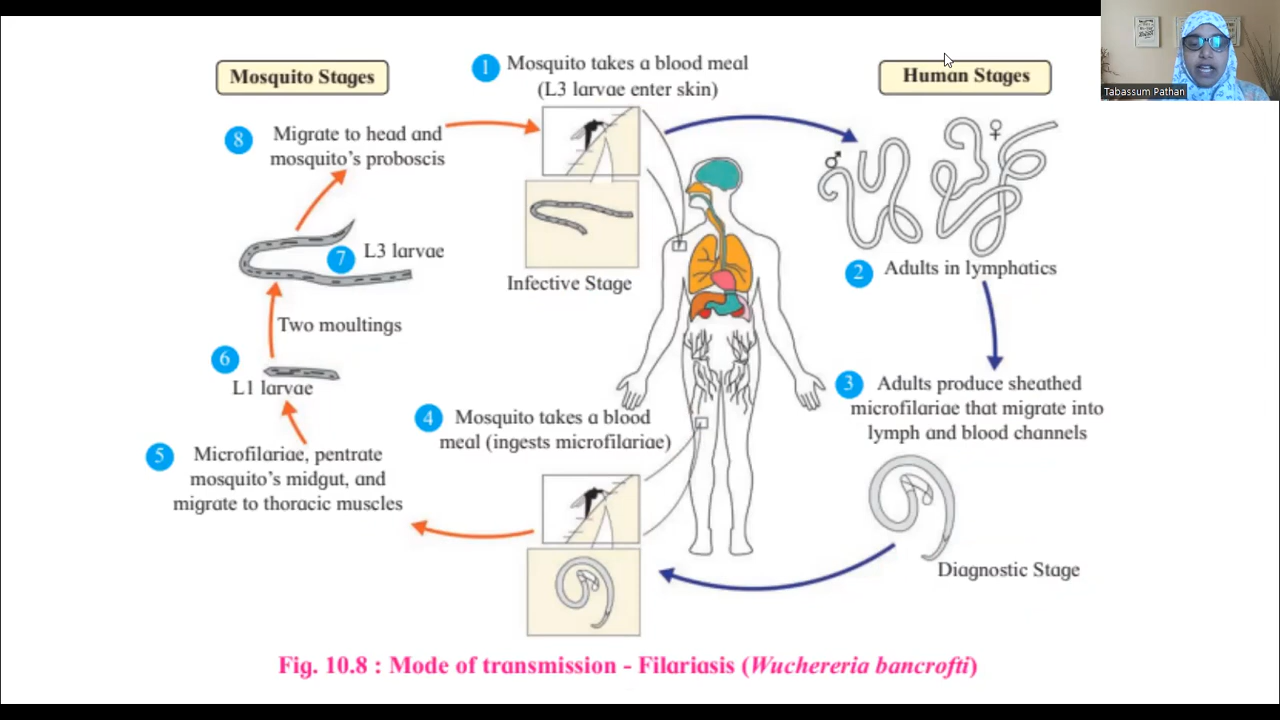 Mosquito Stages
1
Mosquito takes a blood meal
(L3 larvae enter skin)
Human Stages
Tabassum Pathan
8
Migrate to head and
mosquito's proboscis
♂
♀
7
L3 larvae
Infective Stage
2
Adults in lymphatics
Two moultings
6
L1 larvae
3
Adults produce sheathed
microfilariae that migrate into
lymph and blood channels
4
Mosquito takes a blood
meal (ingests microfilariae)
5
Microfilariae, pentrate
mosquito's midgut, and
migrate to thoracic muscles
Diagnostic Stage
Fig. 10.8 : Mode of transmission - Filariasis (Wuchereria bancrofti)